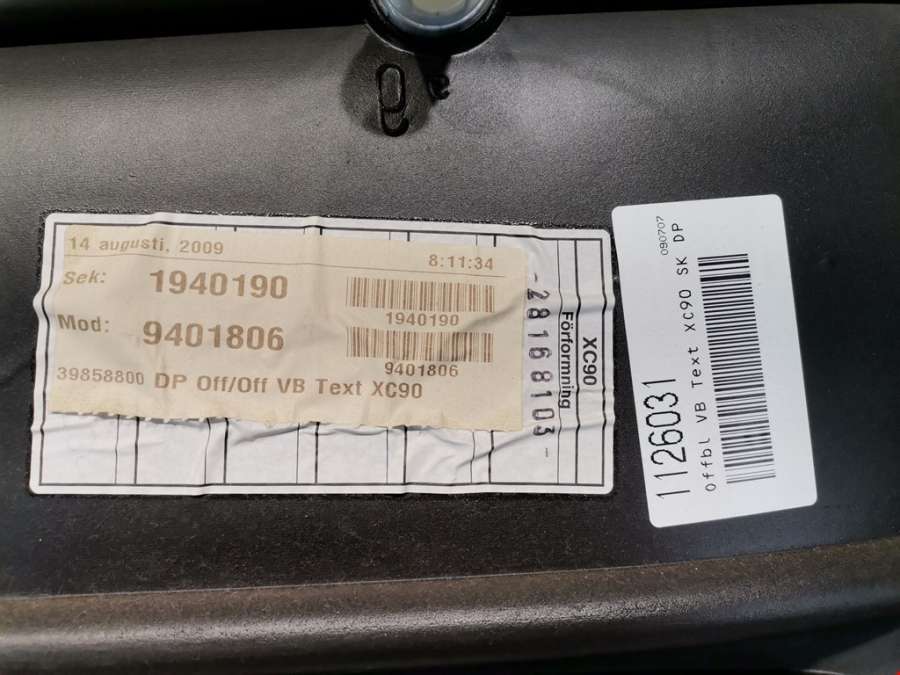 14 augusti, 2009
8:11:34
Sek: 1940190
1940190
Mod: 9401806
9401806
39858800 DP Off/Off VB Text XC90
-28168103-
Förformning
XC90
1126031
090707
Offbl VB Text XC90 SK DP